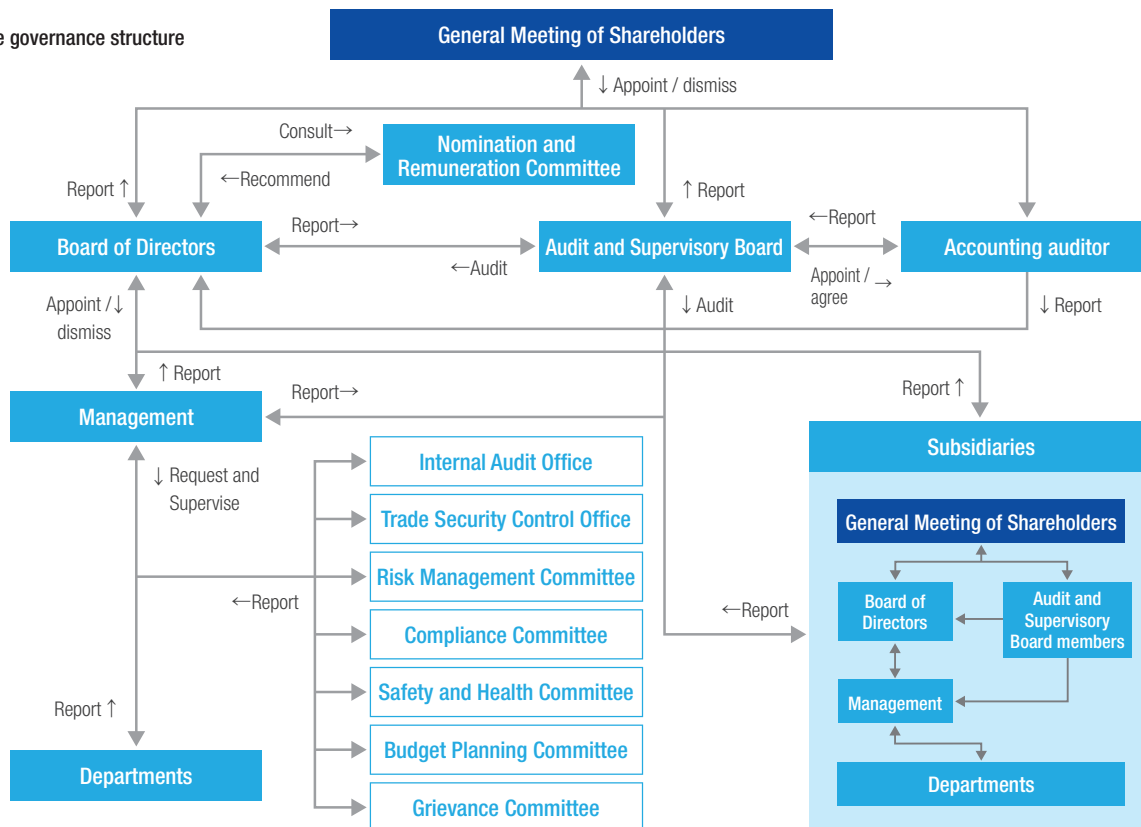 e governance structure
General Meeting of Shareholders
↓ Appoint / dismiss
Consult→
Nomination and
Remuneration Committee
←Recommend
Report ↑
↑ Report
Board of Directors
Report→
←Audit
Audit and Supervisory Board
←Report
Appoint /
agree →
Accounting auditor
Appoint /↓
dismiss
↓ Audit
↓ Report
↑ Report
Report→
Report ↑
Management
↓ Request and
Supervise
Internal Audit Office
Trade Security Control Office
Risk Management Committee
←Report
Compliance Committee
Safety and Health Committee
Budget Planning Committee
Grievance Committee
Report ↑
Departments
←Report
Subsidiaries
General Meeting of Shareholders
Board of
Directors
Audit and
Supervisory
Board members
Management
Departments